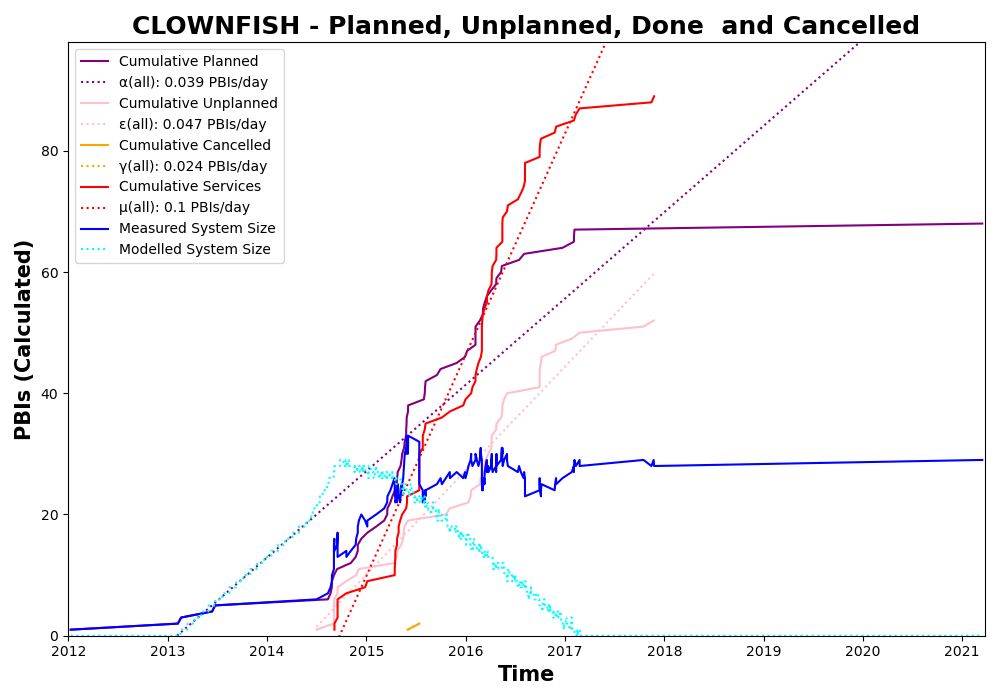 CLOWNFISH - Planned, Unplanned, Done  and Cancelled
Cumulative Planned
α(all): 0.039 PBIs/day
Cumulative Unplanned
ε(all): 0.047 PBIs/day
Cumulative Cancelled
γ(all): 0.024 PBIs/day
Cumulative Services
μ(all): 0.1 PBIs/day
Measured System Size
Modelled System Size
PBIs (Calculated)
80
60
40
20
0
2012 2013 2014 2015 2016 2017 2018 2019 2020 2021
Time